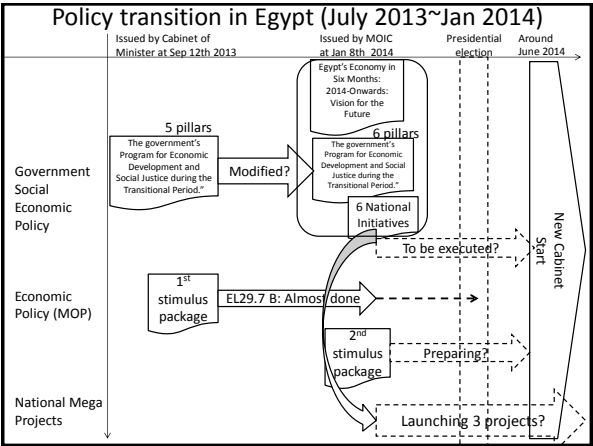 Policy transition in Egypt (July 2013~Jan 2014)
Issued by Cabinet of
Minister at Sep 12th 2013
Issued by MOIC
at Jan 8th 2014
Presidential
election
Around
June 2014
Egypt's Economy in
Six Months:
2014-Onwards:
Vision for the
Future
5 pillars
6 pillars
The government's
Program for Economic
Development and
Social Justice during the
Transitional Period."
Modified?
The government's
Program for Economic
Development and Social
Justice during the
Transitional Period."
Government
Social
Economic
Policy
6 National
Initiatives
To be executed?
New Cabinet
Start
Economic
Policy (MOP)
1st
stimulus
package
EL29.7 B: Almost done
2nd
stimulus
package
Preparing?
National Mega
Projects
Launching 3 projects?